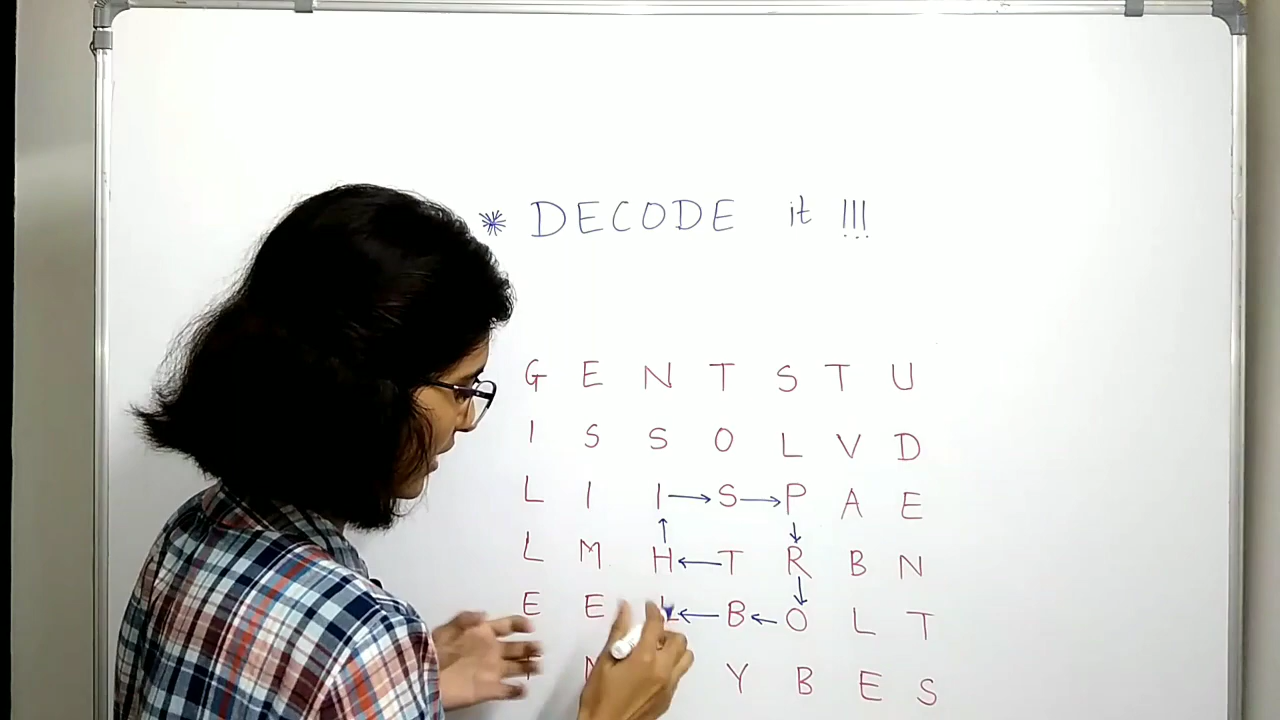 * DECODE it !!!
G E N T S T U
I S S O L V D
L I I → S → P A E
L M H ← T R B N
E E L ← B ← O L T
Y B E S